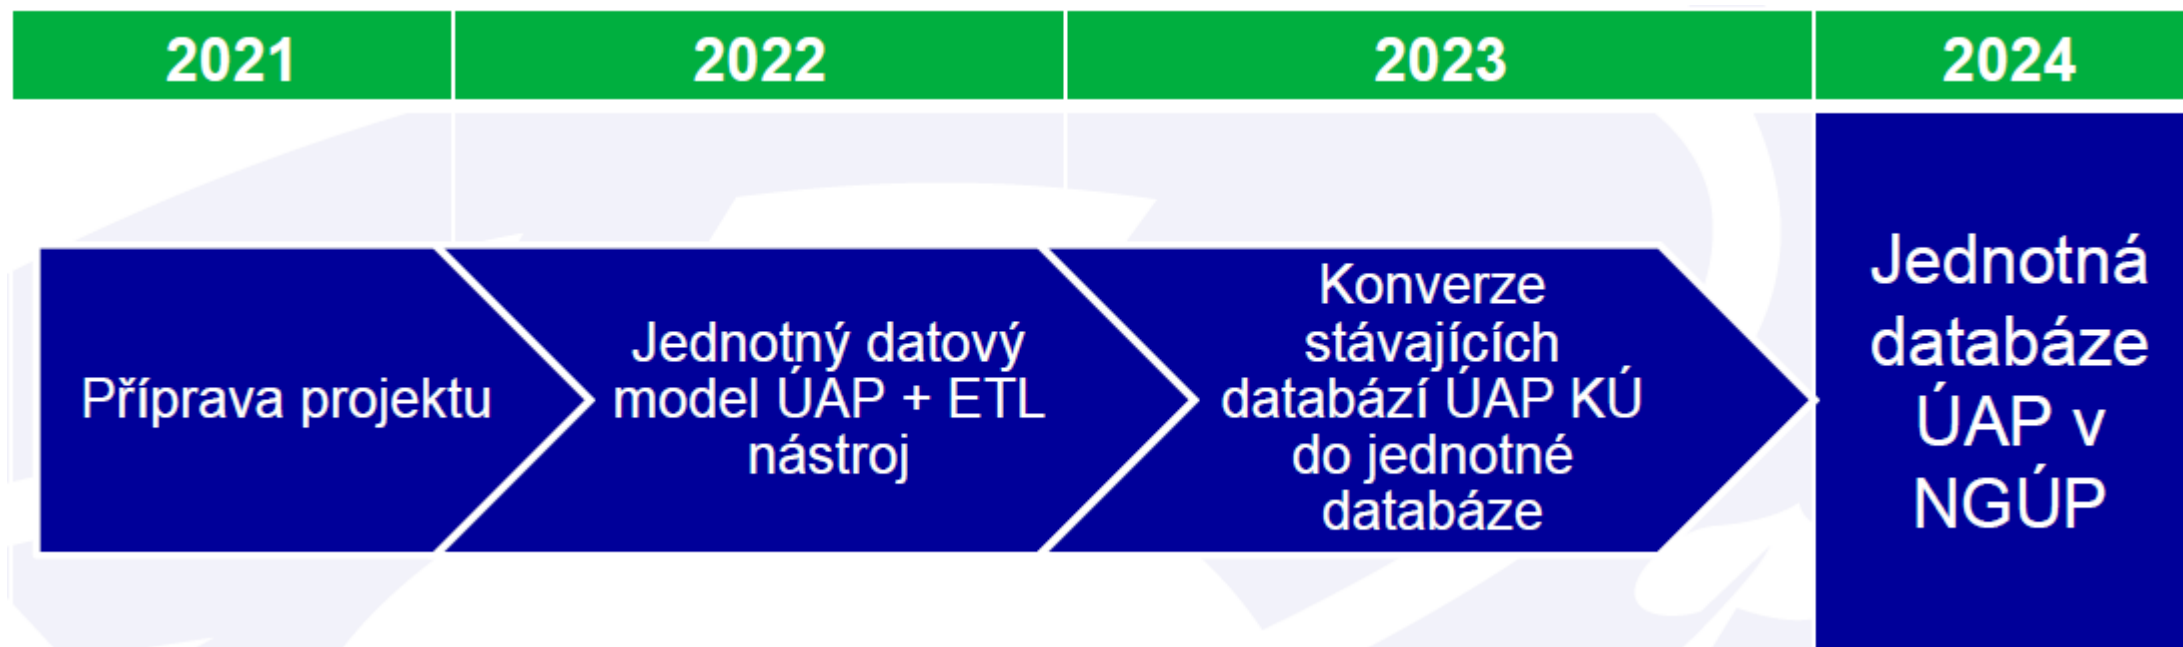 2021
2022
2023
2024
Příprava projektu
Jednotný datový
model ÚAP + ETL
nástroj
Konverze
stávajících
databází ÚAP KÚ
do jednotné
databáze
Jednotná
databáze
ÚAP v
NGÚP